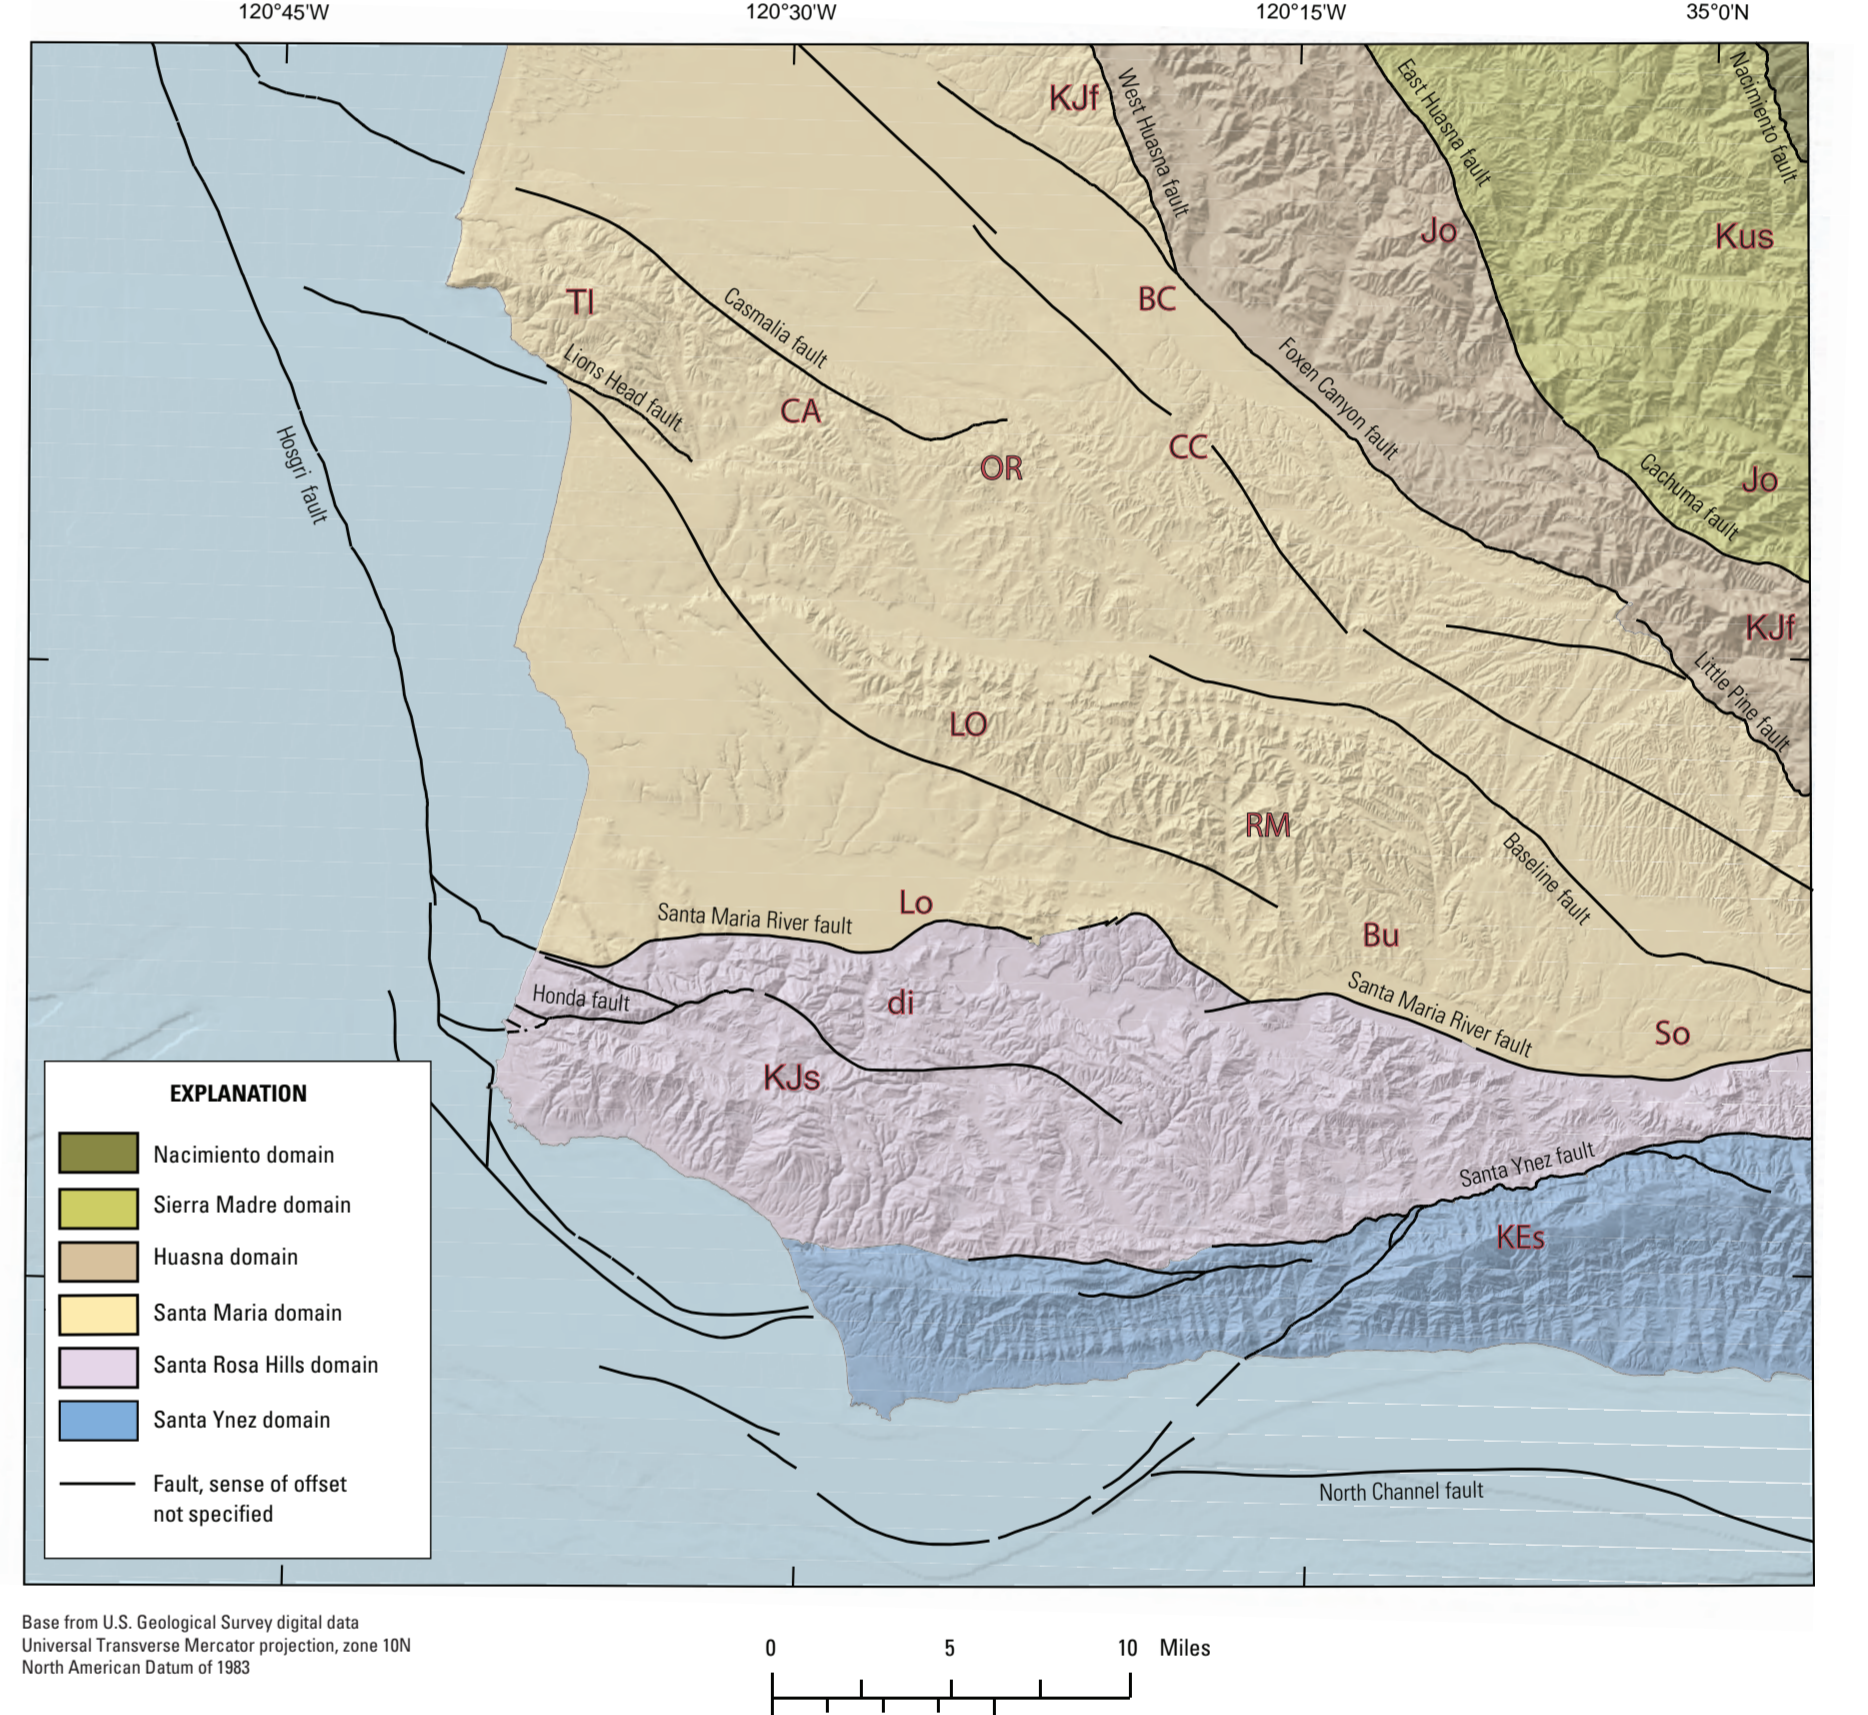 120°45'W
120°30'W
120°15'W
35°0'N
KJf
West Huasna fault
East Huasna fault
Nacimiento fault
Jo
Kus
TI
BC
Casmalia fault
Lions Head fault
CA
Foxen Canyon fault
Hosgri fault
OR
CC
Cachuma fault
Jo
KJf
Little Pine fault
LO
RM
Baseline fault
Lo
Santa Maria River fault
Bu
Honda fault
di
Santa Maria River fault
So
KJs
Santa Ynez fault
KEs
North Channel fault
EXPLANATION
Nacimiento domain
Sierra Madre domain
Huasna domain
Santa Maria domain
Santa Rosa Hills domain
Santa Ynez domain
Fault, sense of offset
not specified
Base from U.S. Geological Survey digital data
Universal Transverse Mercator projection, zone 10N
North American Datum of 1983
0 5 10 Miles